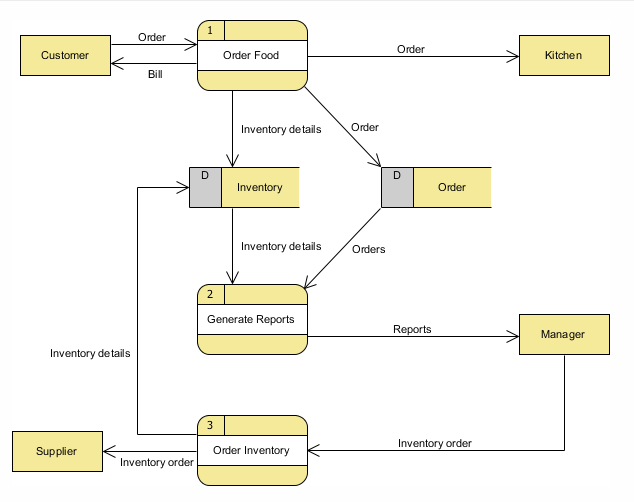 1
Customer
Order
Order Food
Order
Kitchen
Bill
Inventory details
Order
D
Inventory
D
Order
Inventory details
Orders
2
Generate Reports
Reports
Manager
Inventory details
3
Supplier
Inventory order
Order Inventory
Inventory order